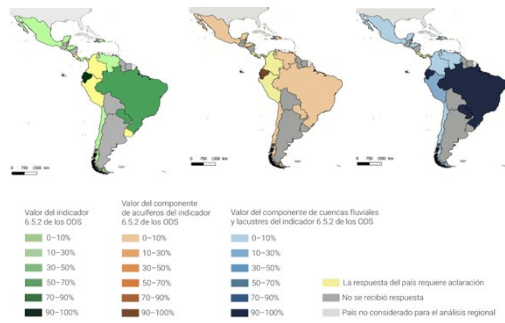 0 750 1500 km
0 750 1500 km
0 750 1500 km
Valor del indicador
6.5.2 de los ODS
0–10%
10–30%
30–50%
50–70%
70–90%
90–100%
Valor del componente
de acuíferos del indicador
6.5.2 de los ODS
0–10%
10–30%
30–50%
50–70%
70–90%
90–100%
Valor del componente de cuencas fluviales
y lacustres del indicador 6.5.2 de los ODS
0–10%
10–30%
30–50%
50–70%
70–90%
90–100%
La respuesta del país requiere aclaración
No se recibió respuesta
País no considerado para el análisis regional